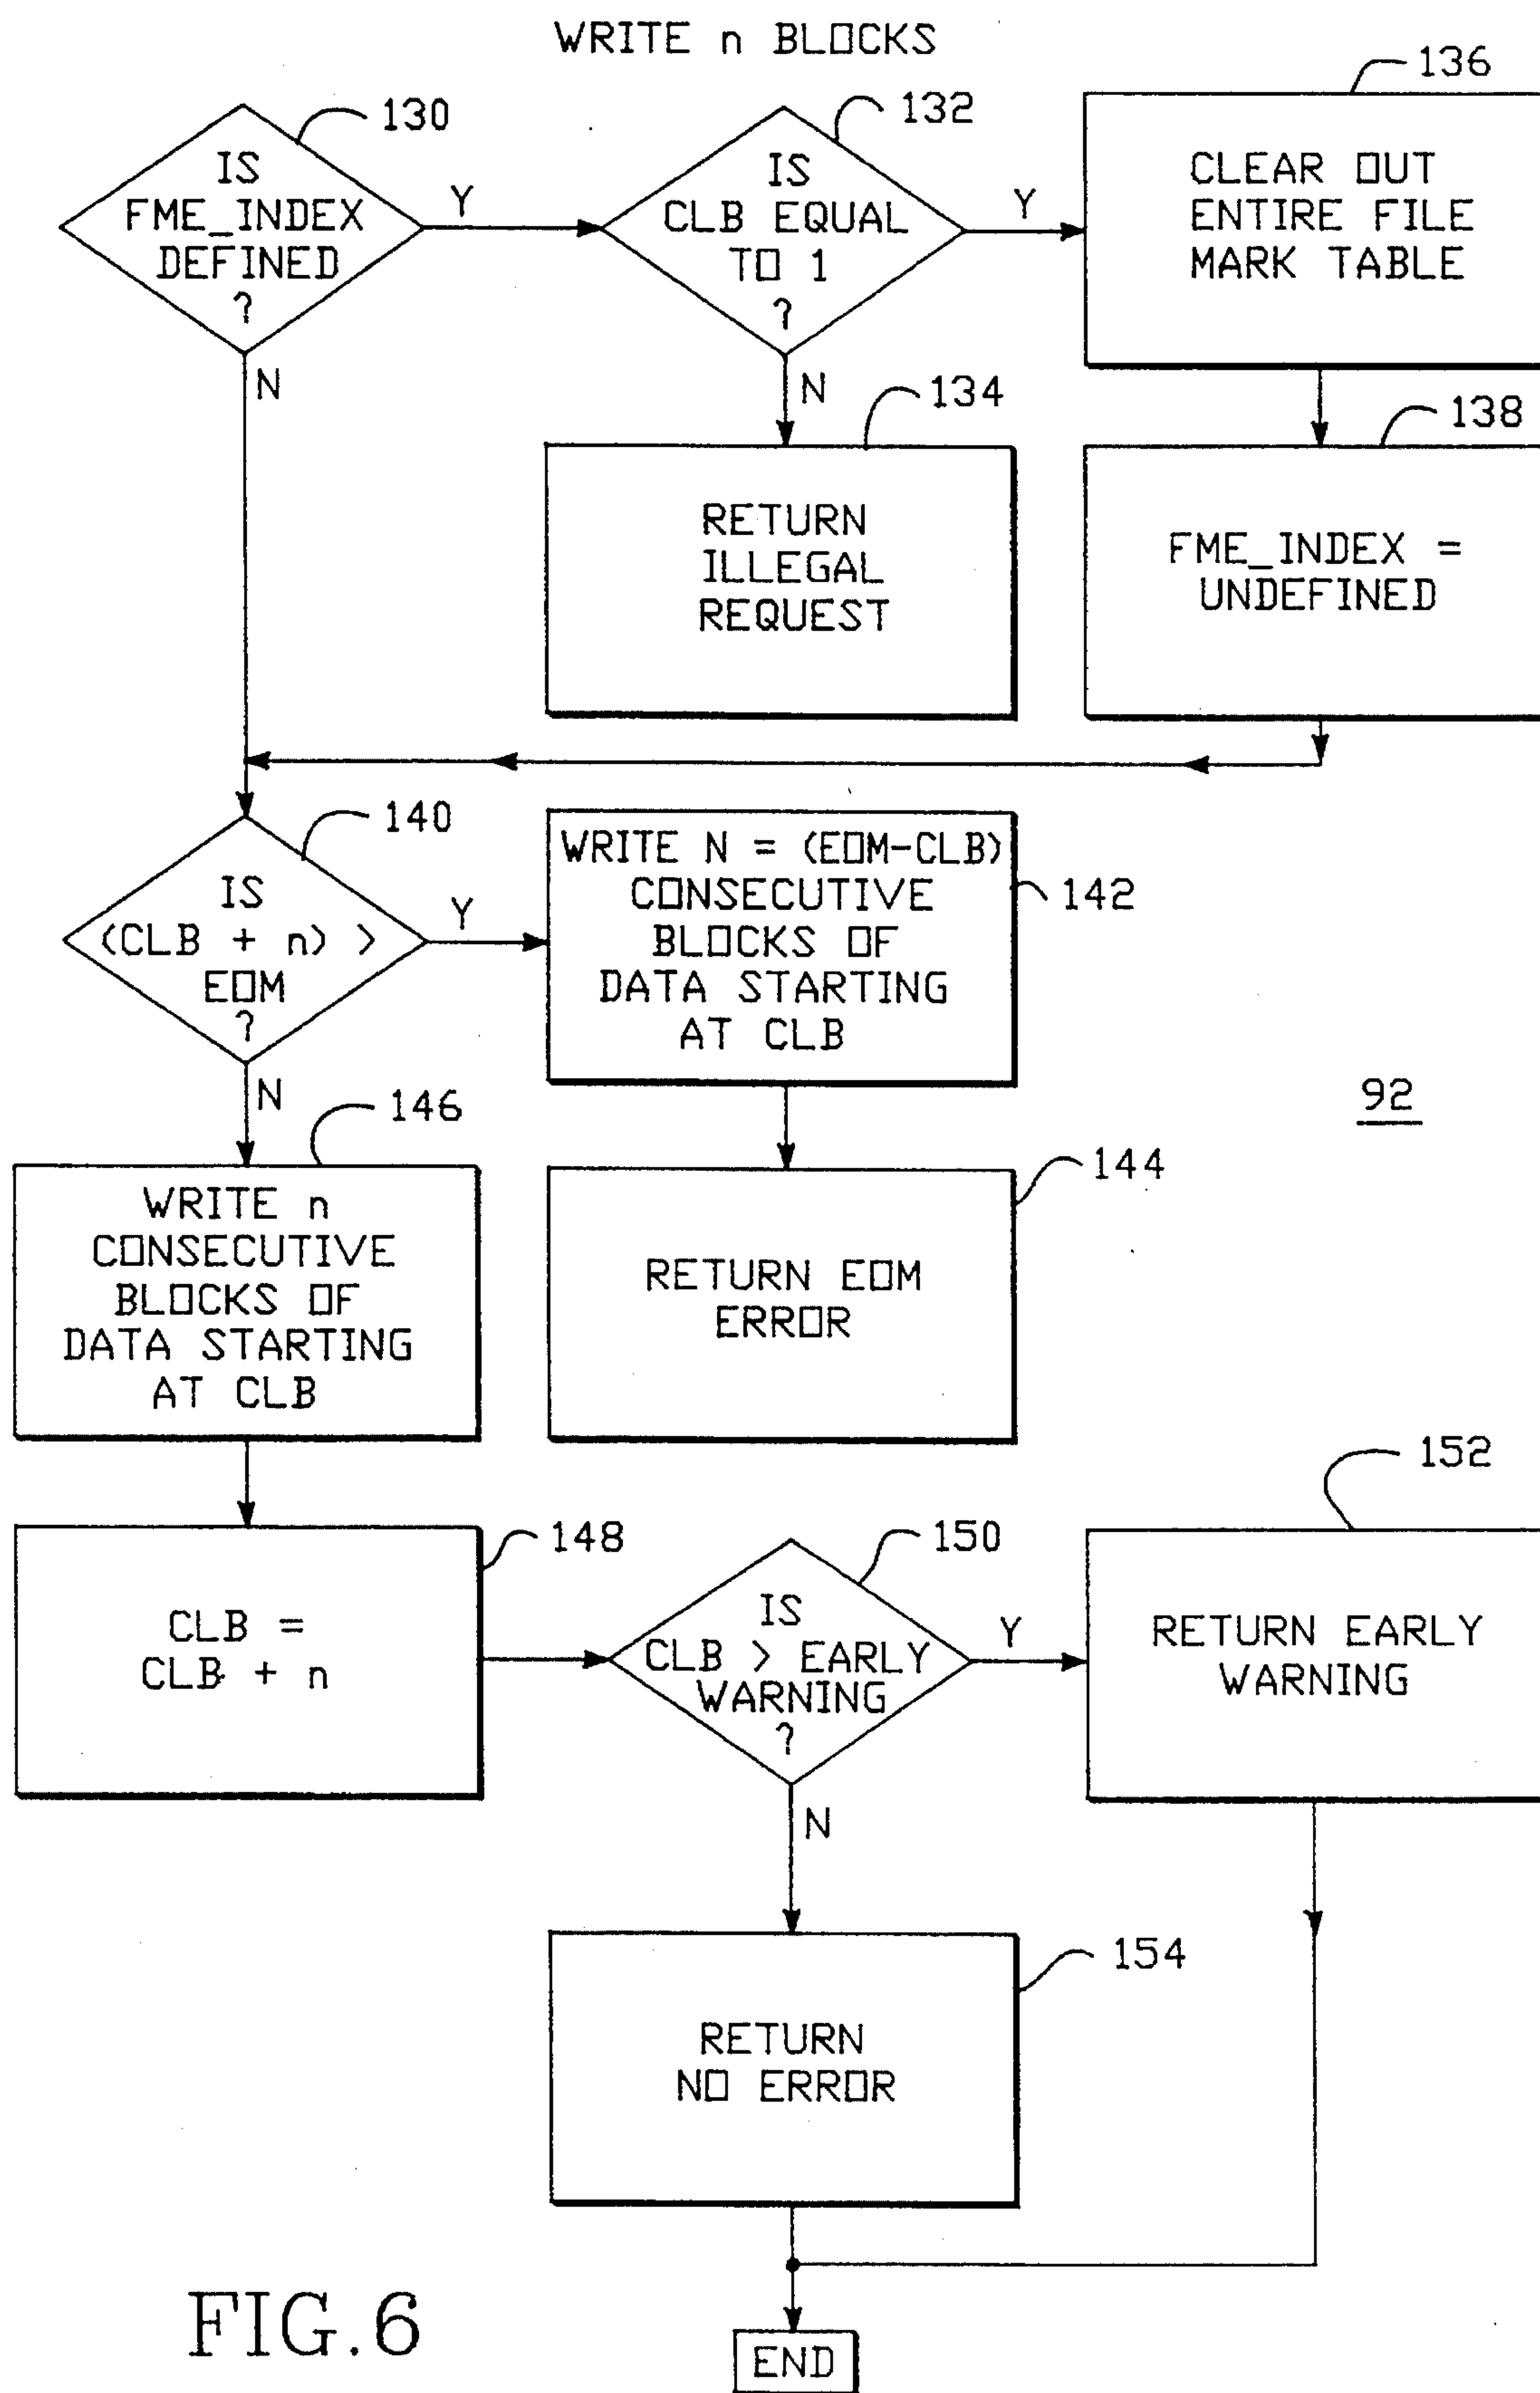 WRITE n BLOCKS
130
IS
FME_INDEX
DEFINED
?
Y
N
132
IS
CLB EQUAL
TO 1
?
Y
N
136
CLEAR OUT
ENTIRE FILE
MARK TABLE
134
RETURN
ILLEGAL
REQUEST
138
FME_INDEX =
UNDEFINED
140
IS
(CLB + n) >
EOM
?
Y
N
142
WRITE N = (EOM-CLB)
CONSECUTIVE
BLOCKS OF
DATA STARTING
AT CLB
92
144
RETURN EOM
ERROR
146
WRITE n
CONSECUTIVE
BLOCKS OF
DATA STARTING
AT CLB
148
CLB =
CLB + n
150
IS
CLB > EARLY
WARNING
?
Y
N
152
RETURN EARLY
WARNING
154
RETURN
NO ERROR
END
FIG.6